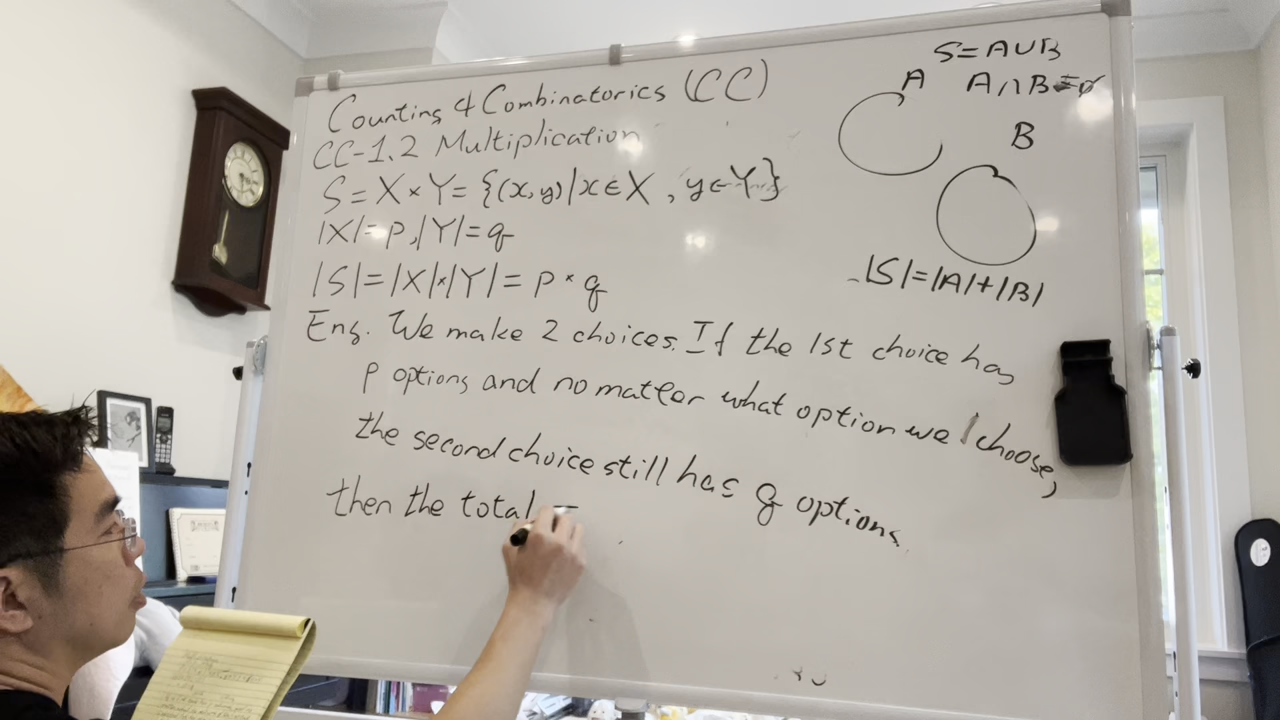 Counting & Combinatorics (CC)
CC-1.2 Multiplication
S=X×Y={(x,y)|x∈X, y∈Y}
|X|=p,|Y|=q
|S|=|X|×|Y|=p×q
Eng. We make 2 choices. If the 1st choice has
p options and no matter what option we choose,
the second choice still has q options.
then the total
S=A∪B
A
A∩B=∅
B
|S|=|A|+|B|